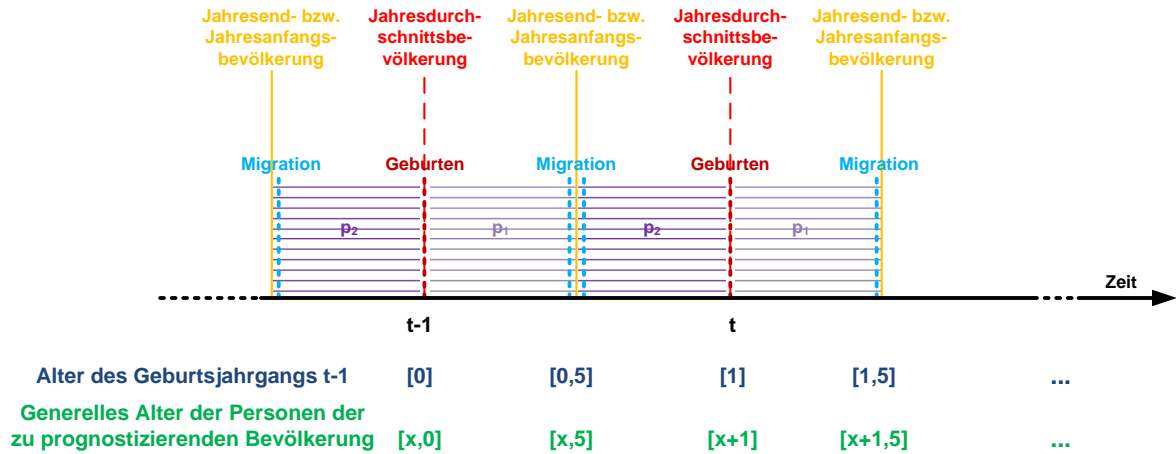 Jahresend- bzw. Jahresdurch- Jahresend- bzw. Jahresdurch- Jahresend- bzw.
Jahresanfangs- schnittsbe- Jahresanfangs- schnittsbe- Jahresanfangs-
bevölkerung völkerung bevölkerung völkerung bevölkerung
Migration Geburten Migration Geburten Migration
p₂ p₁ p₂ p₁
Zeit
t-1 t
Alter des Geburtsjahrgangs t-1 [0] [0,5] [1] [1,5] ...
Generelles Alter der Personen der
zu prognostizierenden Bevölkerung [x,0] [x,5] [x+1] [x+1,5] ...